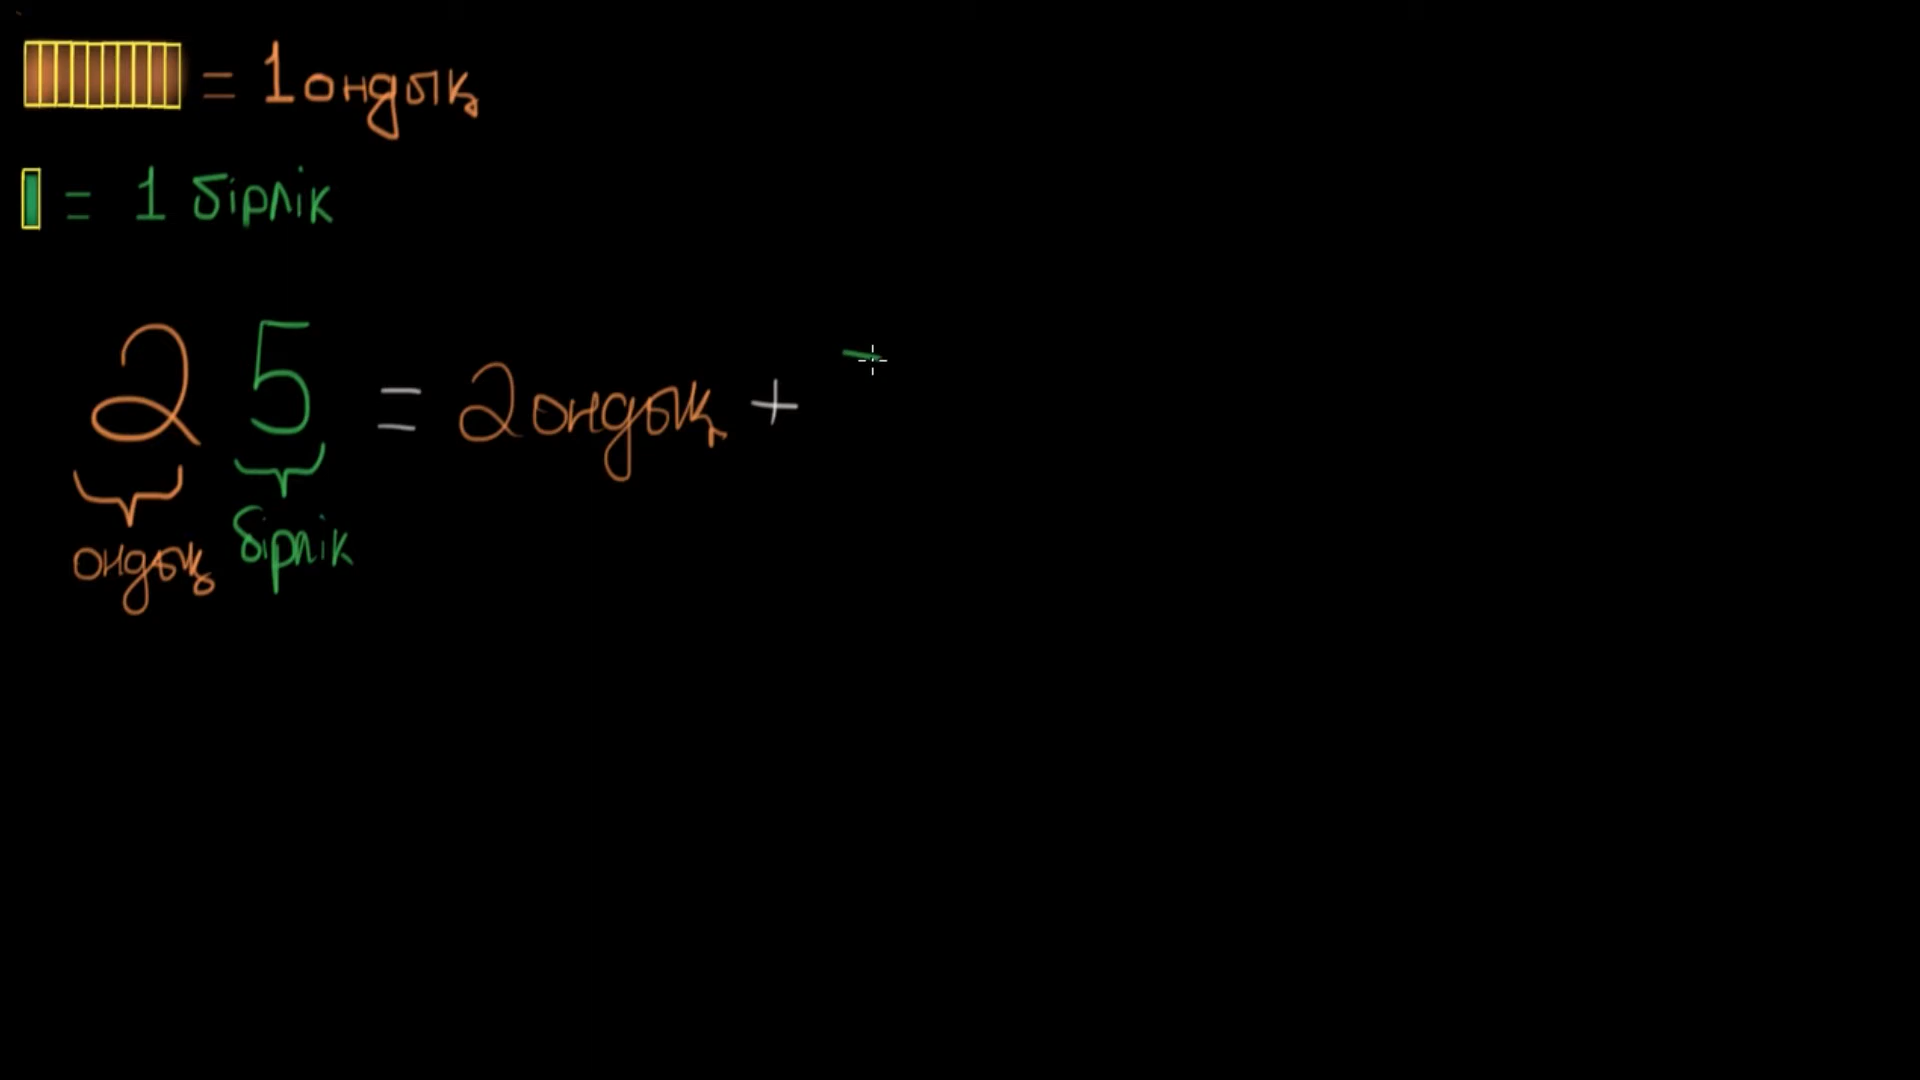 = 1 ондық
= 1 бірлік
25 = 2 ондық +
ондық бірлік